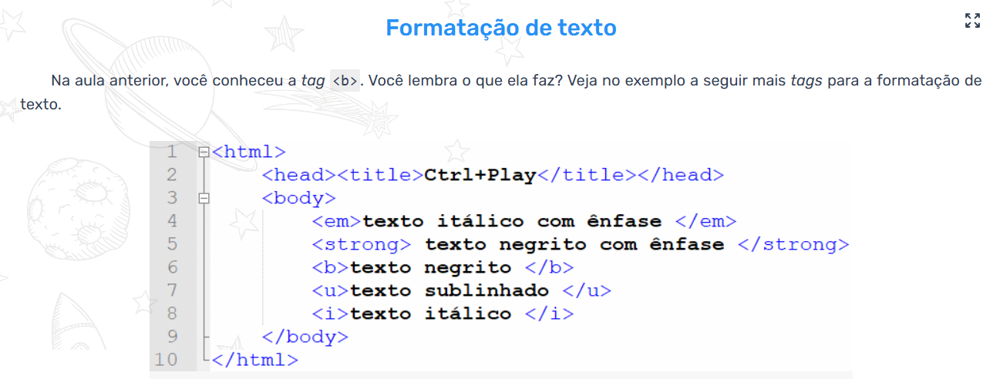 Formatação de texto
Na aula anterior, você conheceu a tag <b>. Você lembra o que ela faz? Veja no exemplo a seguir mais tags para a formatação de
texto.
1 <html>
2 <head><title>Ctrl+Play</title></head>
3 <body>
4 <em>texto itálico com ênfase </em>
5 <strong> texto negrito com ênfase </strong>
6 <b>texto negrito </b>
7 <u>texto sublinhado </u>
8 <i>texto itálico </i>
9 </body>
10 </html>